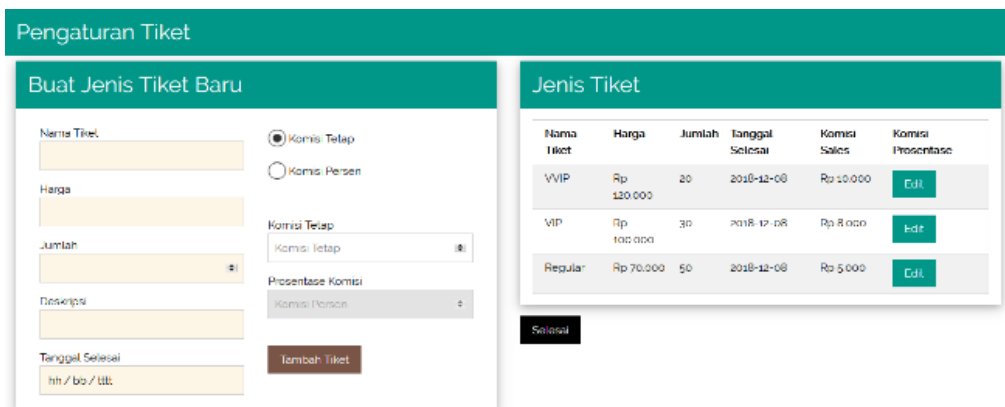 Pengaturan Tiket
Buat Jenis Tiket Baru
Nama Tiket
Harga
Jumlah
Deskripsi
Tanggal Selesai
hh / bb / tttt
Komisi Tetap
Komisi Persen
Komisi Tetap
Komisi Tetap
Prosentase Komisi
Komisi Persen
Tambah Tiket
Jenis Tiket
Nama Tiket Harga Jumlah Tanggal Selesai Komisi Sales Komisi Prosentase
VVIP Rp 120.000 20 2018-12-08 Rp 10.000 Edit
VIP Rp 100.000 30 2018-12-08 Rp 8.000 Edit
Regular Rp 70.000 50 2018-12-08 Rp 5.000 Edit
Selesai